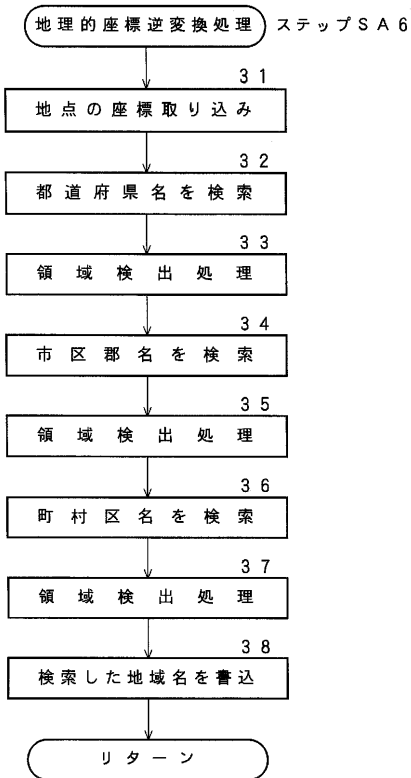 地理的座標逆変換処理 ステップSA6
31
地点の座標取り込み
32
都道府県名を検索
33
領域検出処理
34
市区郡名を検索
35
領域検出処理
36
町村区名を検索
37
領域検出処理
38
検索した地域名を書込
リターン